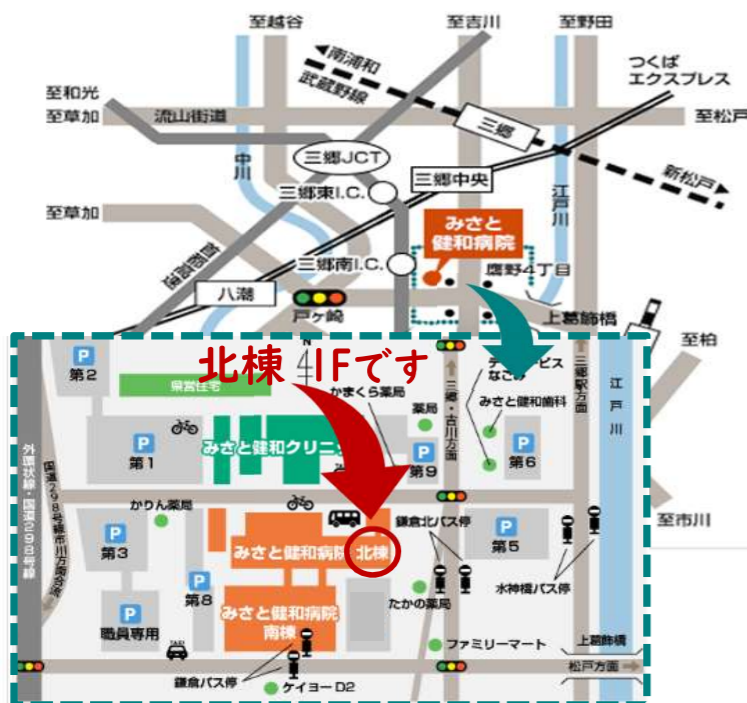 至越谷
至吉川
至野田
南浦和
武蔵野線
つくば
エクスプレス
至和光
至草加
流山街道
三郷
至松戸
三郷JCT
中川
三郷中央
新松戸
三郷東I.C.
江戸川
至草加
みさと
健和病院
首都高速
三郷南I.C.
鷹野4丁目
八潮
戸ヶ崎
上葛飾橋
至柏
北棟 1Fです
N
第2
県営住宅
かまくら薬局
なごみ
三郷・吉川方面
三郷駅方面
江戸川
薬局
みさと健和歯科
第1
みさと健和クリニ
第9
第6
外環状線・国道298号線
国道298号線市川方面合流
かりん薬局
鎌倉北バス停
至市川
第3
みさと健和病院
北棟
第5
水神橋バス停
職員専用
第8
みさと健和病院
南棟
たかの薬局
TAXI
ファミリーマート
上葛飾橋
鎌倉バス停
ケイヨーD2
松戸方面